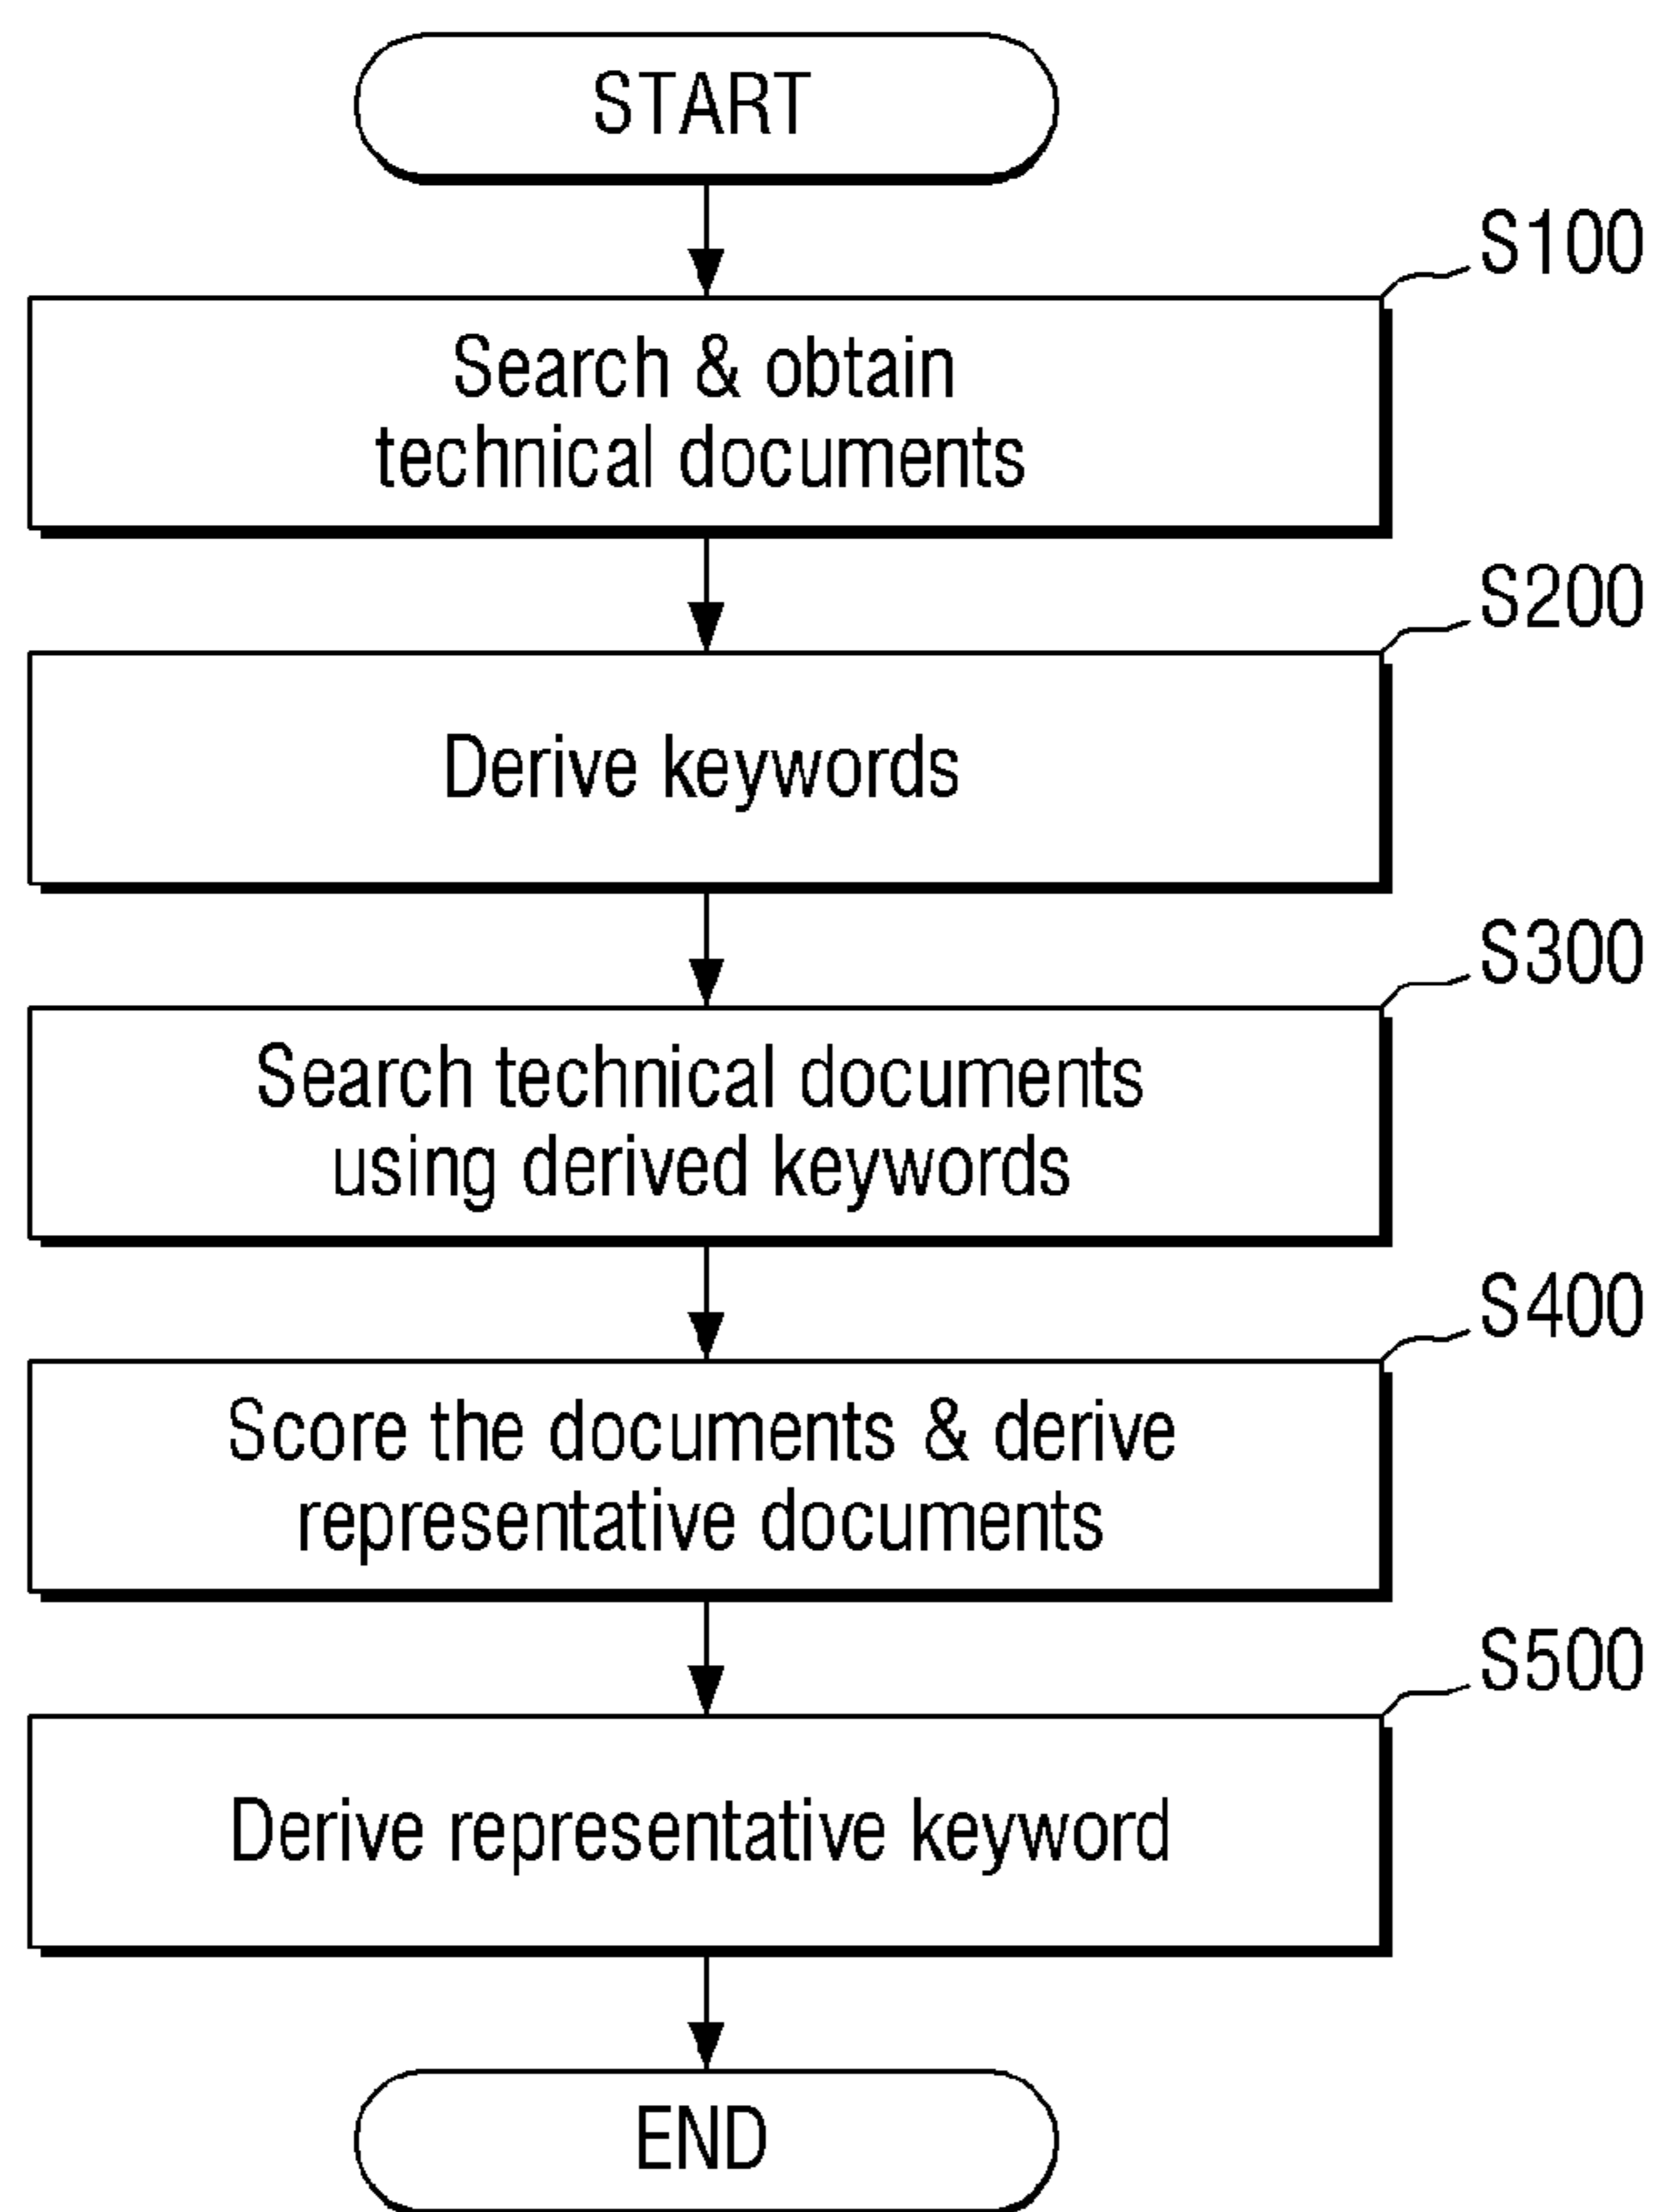 START
S100
Search & obtain
technical documents
S200
Derive keywords
S300
Search technical documents
using derived keywords
S400
Score the documents & derive
representative documents
S500
Derive representative keyword
END